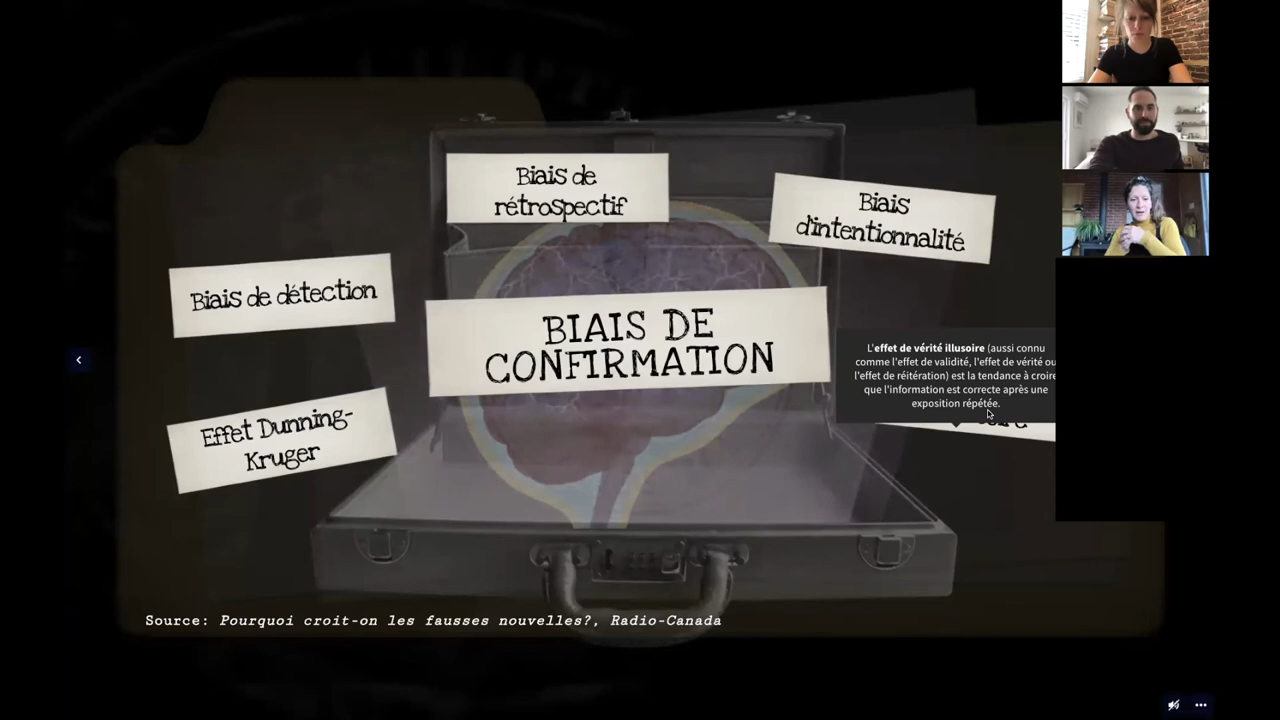 Biais de
rétrospectif
Biais
d'intentionnalité
Biais de détection
BIAIS DE
CONFIRMATION
L'effet de vérité illusoire (aussi connu
comme l'effet de validité, l'effet de vérité ou
l'effet de réitération) est la tendance à croire
que l'information est correcte après une
exposition répétée.
Effet Dunning-
Kruger
Source: Pourquoi croit-on les fausses nouvelles?, Radio-Canada